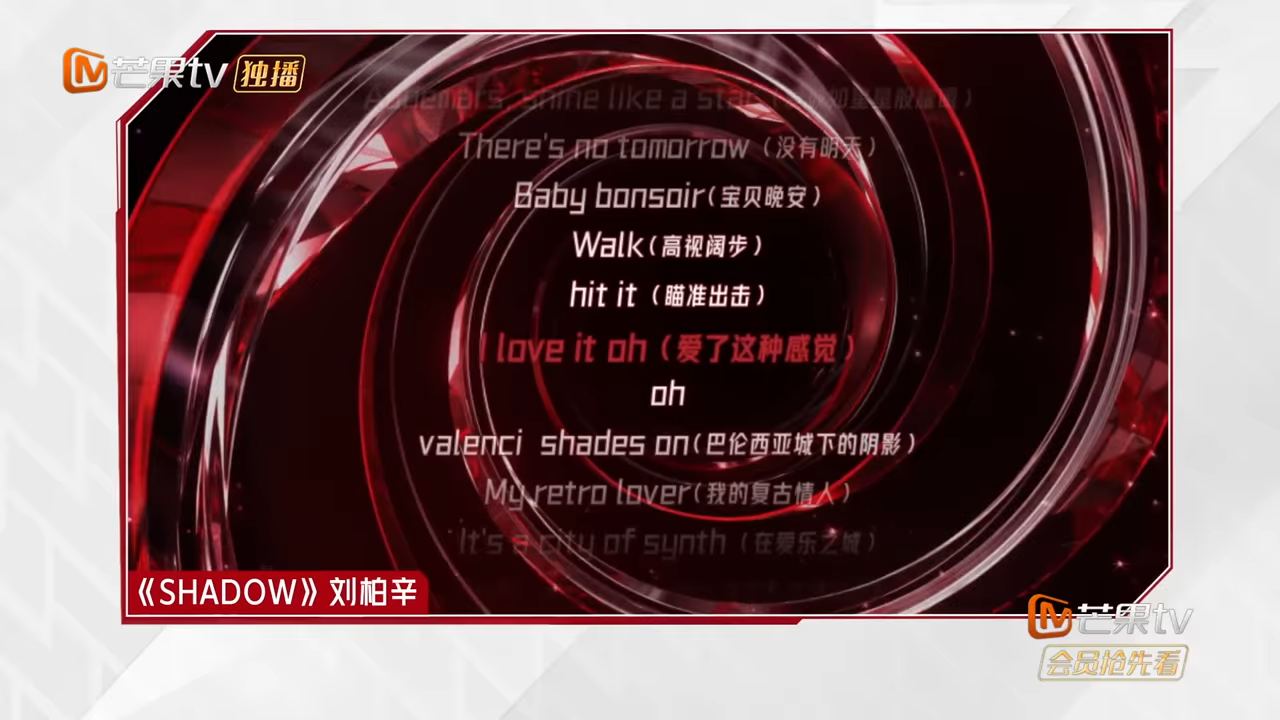 芒果tv 独播
shine like a star
There's no tomorrow（没有明天）
Baby bonsoir（宝贝晚安）
Walk（高视阔步）
hit it （瞄准出击）
I love it oh（爱了这种感觉）
oh
valenci shades on（巴伦西亚城下的阴影）
My retro lover（我的复古情人）
It's a city of synth （在爱乐之城）
《SHADOW》刘柏辛
芒果tv
会员抢先看